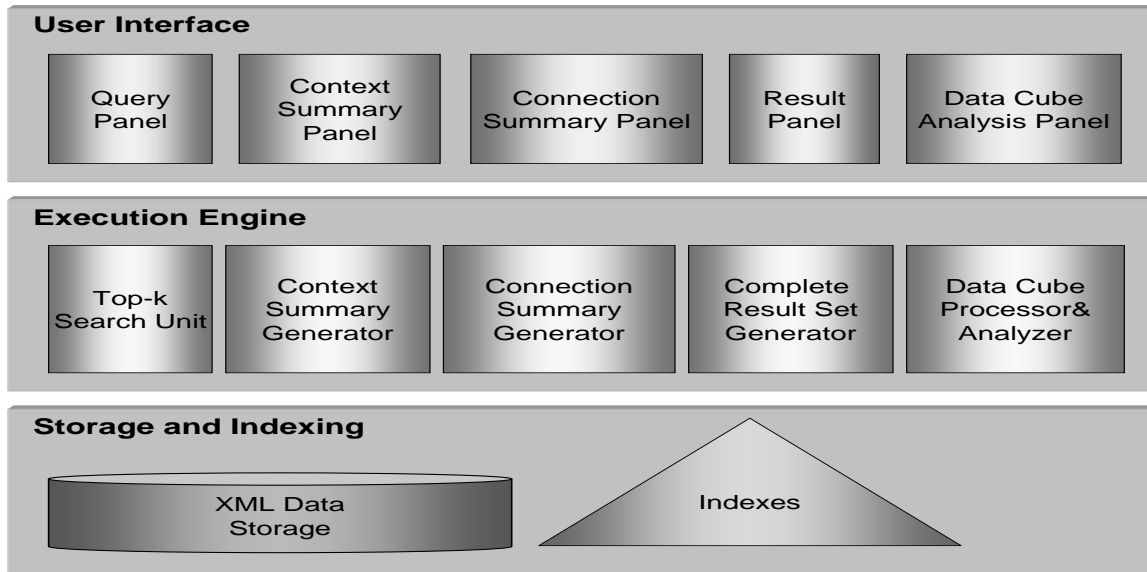 User Interface
Query
Panel
Context
Summary
Panel
Connection
Summary Panel
Result
Panel
Data Cube
Analysis Panel
Execution Engine
Top-k
Search Unit
Context
Summary
Generator
Connection
Summary
Generator
Complete
Result Set
Generator
Data Cube
Processor&
Analyzer
Storage and Indexing
XML Data
Storage
Indexes